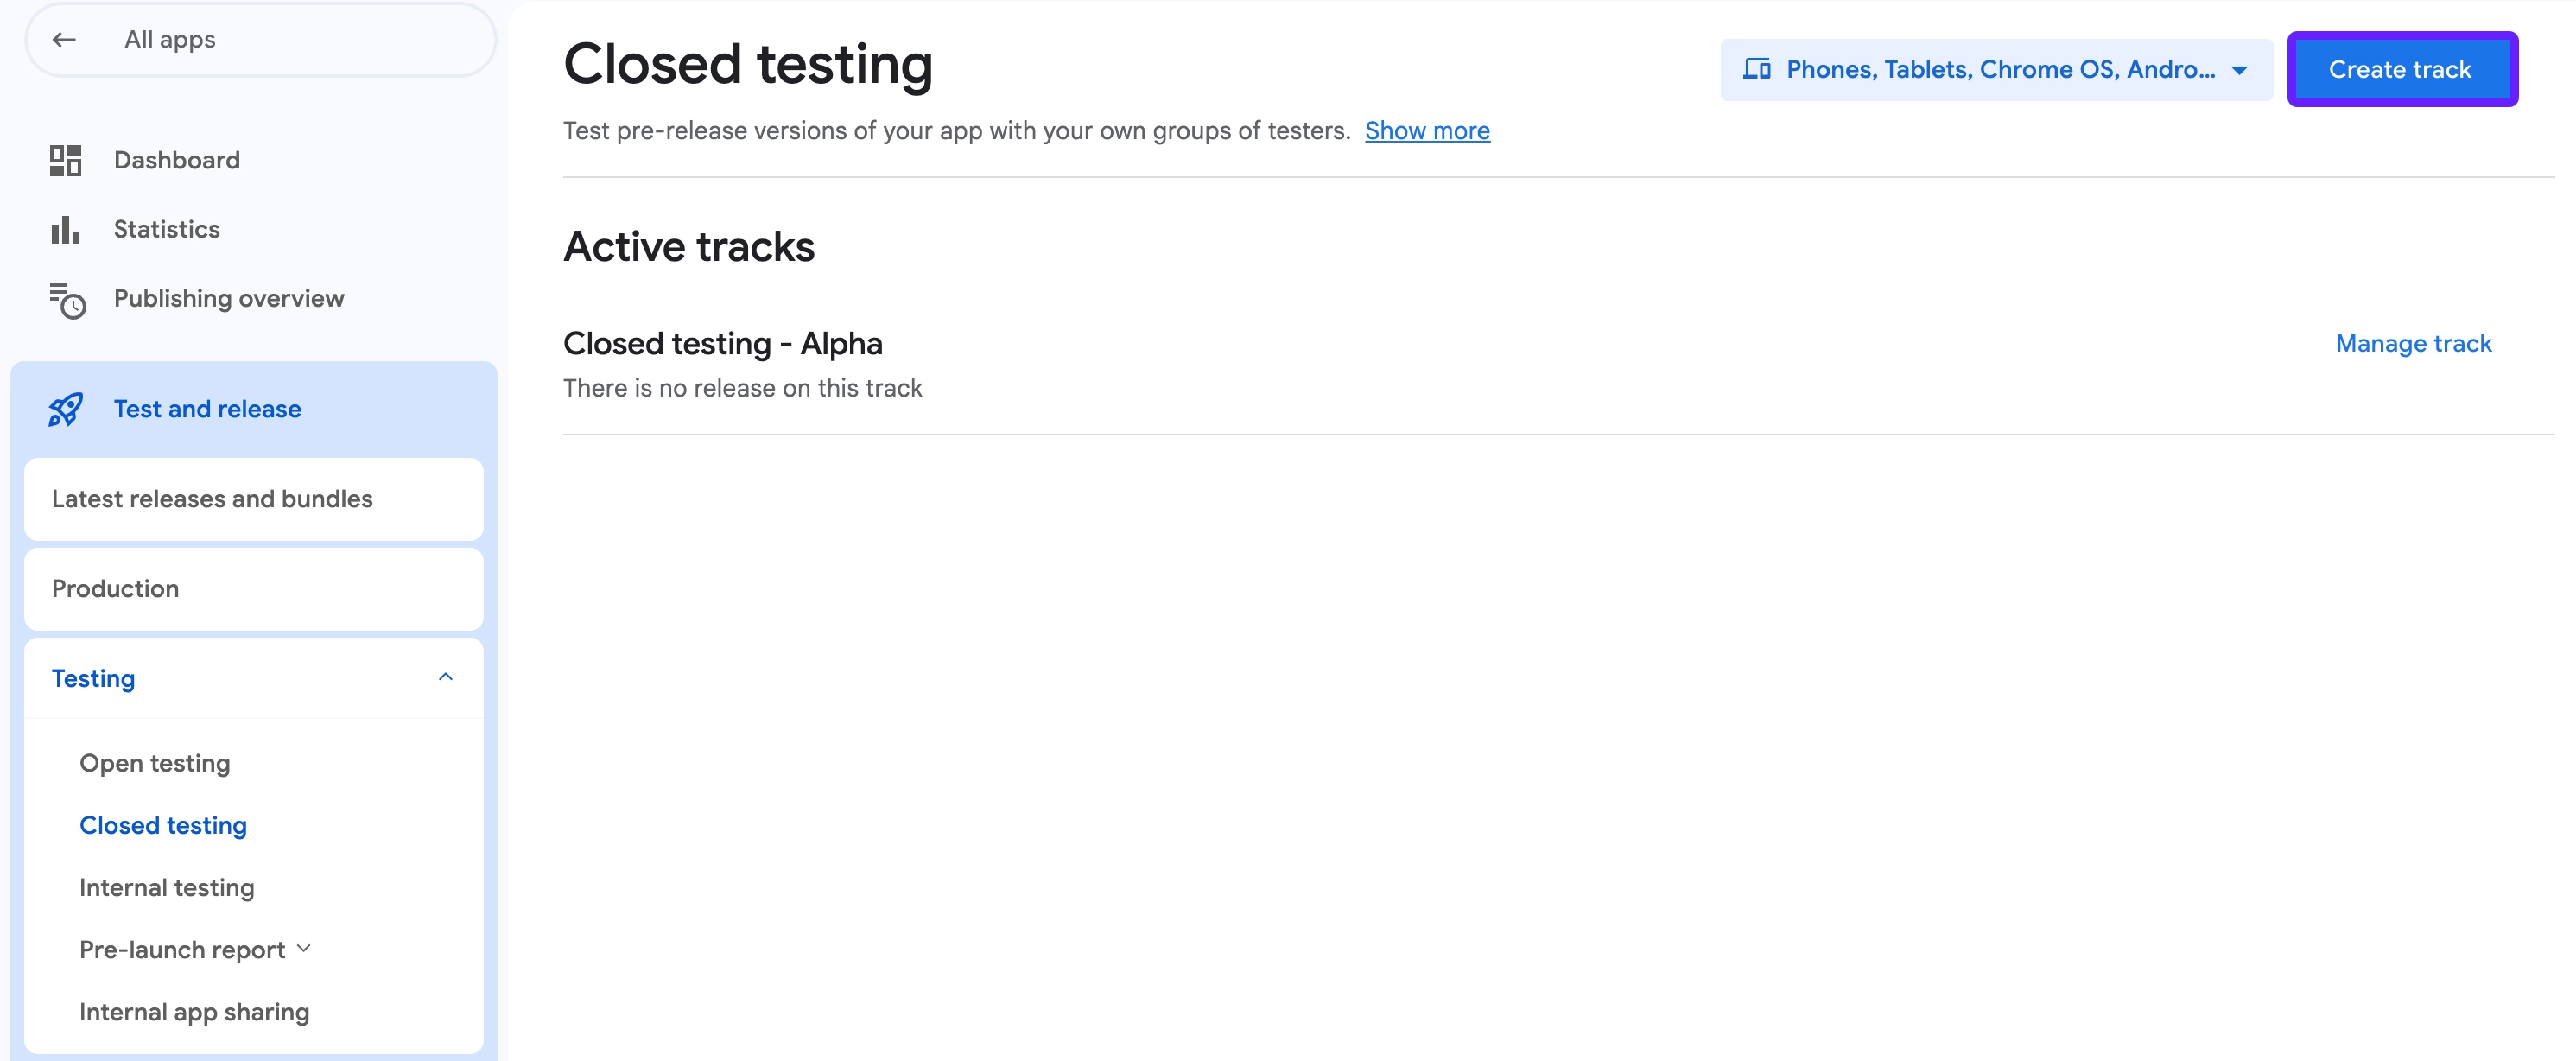 All apps
Dashboard
Statistics
Publishing overview
Test and release
Latest releases and bundles
Production
Testing
Open testing
Closed testing
Internal testing
Pre-launch report
Internal app sharing
Closed testing
Phones, Tablets, Chrome OS, Andro...
Create track
Test pre-release versions of your app with your own groups of testers. Show more
Active tracks
Closed testing - Alpha
Manage track
There is no release on this track